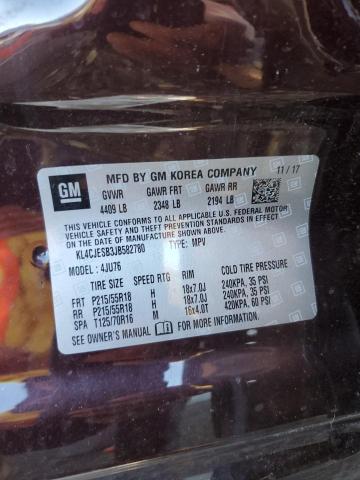 GM
MFD BY GM KOREA COMPANY
11/17
GVWR GAWR FRT GAWR RR
4409 LB 2348 LB 2194 LB
THIS VEHICLE CONFORMS TO ALL APPLICABLE U.S. FEDERAL MOTOR
VEHICLE SAFETY AND THEFT PREVENTION STANDARDS IN EFFECT ON THE DATE
OF MANUFACTURE SHOWN ABOVE.
KL4CJESB3JB582780 TYPE: MPV
MODEL: 4JU76
TIRE SIZE SPEED RTG RIM COLD TIRE PRESSURE
FRT P215/55R18 H 18x7.0J 240KPA, 35 PSI
RR P215/55R18 H 18x7.0J 240KPA, 35 PSI
SPA T125/70R16 M 16x4.0T 420KPA, 60 PSI
SEE OWNER'S MANUAL FOR MORE INFORMATION